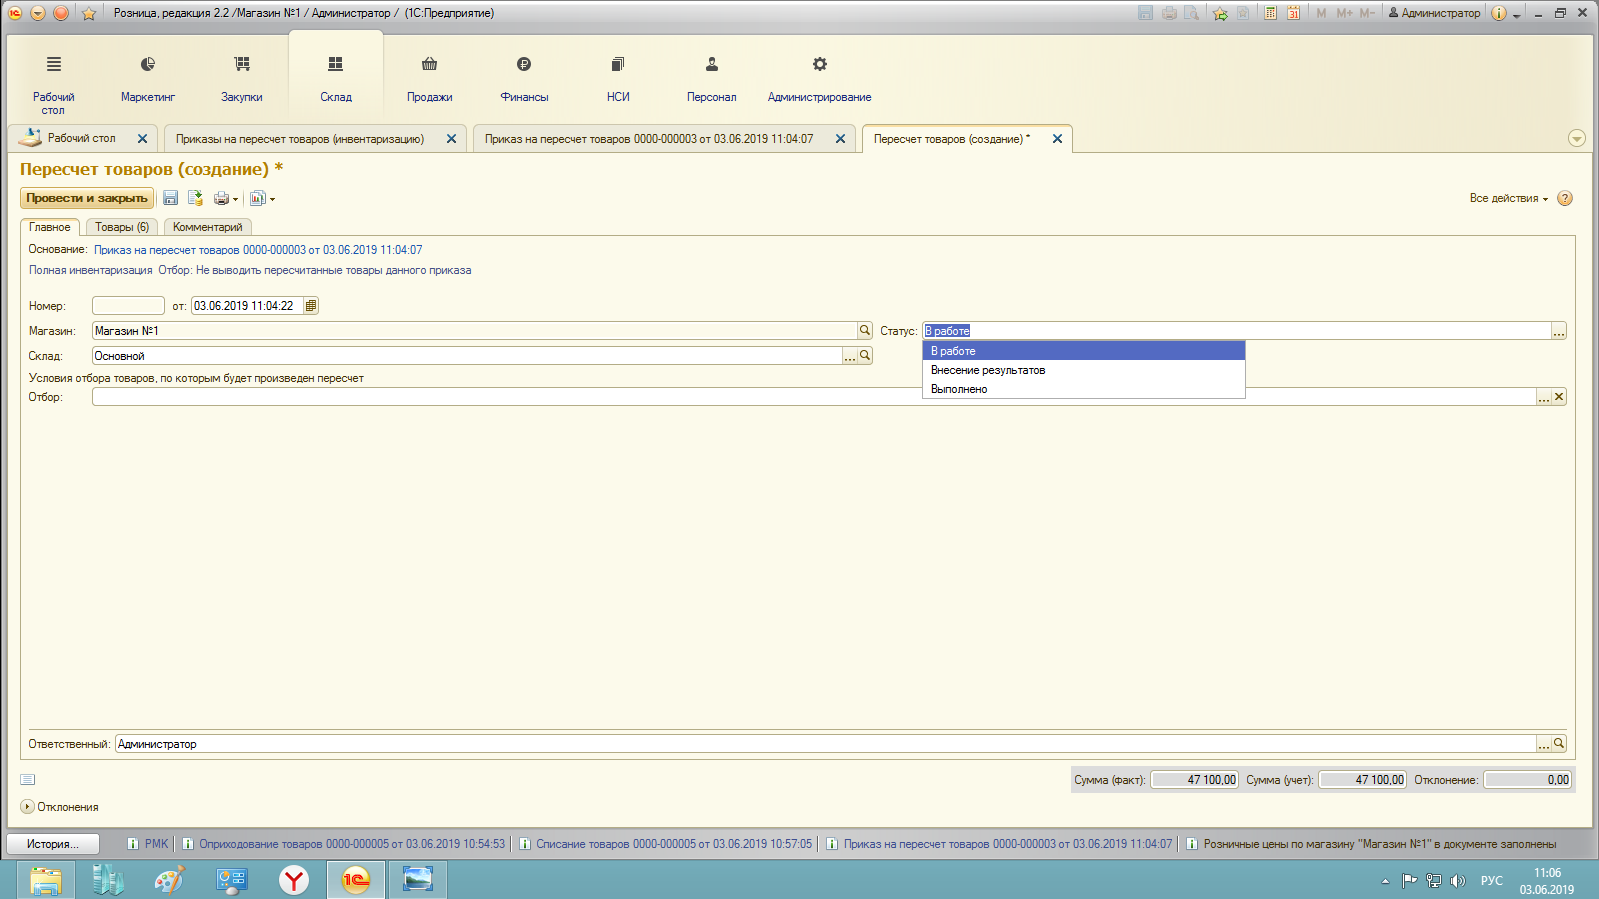 Розница, редакция 2.2 /Магазин №1 / Администратор / (1С:Предприятие)
M M+ M- Администратор
Рабочий стол
Маркетинг
Закупки
Склад
Продажи
Финансы
НСИ
Персонал
Администрирование
Рабочий стол
Приказы на пересчет товаров (инвентаризацию)
Приказ на пересчет товаров 0000-000003 от 03.06.2019 11:04:07
Пересчет товаров (создание) *
Пересчет товаров (создание) *
Провести и закрыть
Все действия
?
Главное
Товары (6)
Комментарий
Основание: Приказ на пересчет товаров 0000-000003 от 03.06.2019 11:04:07
Полная инвентаризация Отбор: Не выводить пересчитанные товары данного приказа
Номер: от: 03.06.2019 11:04:22
Магазин: Магазин №1
Статус: В работе
В работе
Внесение результатов
Выполнено
Склад: Основной
Условия отбора товаров, по которым будет произведен пересчет
Отбор:
Ответственный: Администратор
Сумма (факт): 47 100,00 Сумма (учет): 47 100,00 Отклонение: 0,00
Отклонения
История...
РМК
Оприходование товаров 0000-000005 от 03.06.2019 10:54:53
Списание товаров 0000-000005 от 03.06.2019 10:57:05
Приказ на пересчет товаров 0000-000003 от 03.06.2019 11:04:07
Розничные цены по магазину "Магазин №1" в документе заполнены
РУС
11:06
03.06.2019